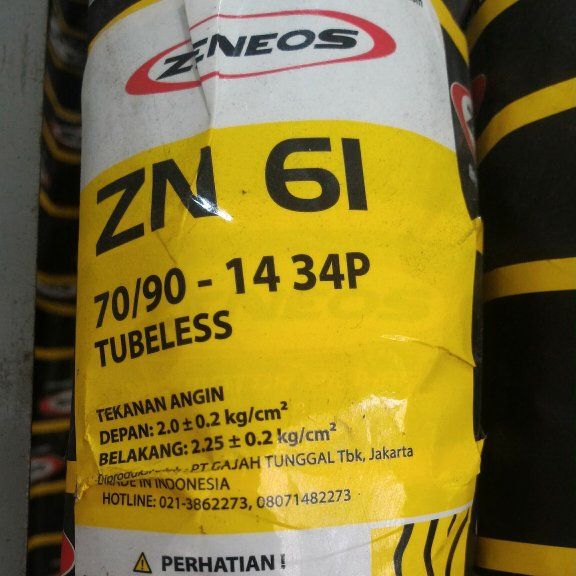 ZENEOS
ZN 61
70/90 - 14 34P
TUBELESS
TEKANAN ANGIN
DEPAN: 2.0 ± 0.2 kg/cm²
BELAKANG: 2.25 ± 0.2 kg/cm²
PT GAJAH TUNGGAL Tbk, Jakarta
MADE IN INDONESIA
HOTLINE: 021-3862273, 08071482273
⚠ PERHATIAN !